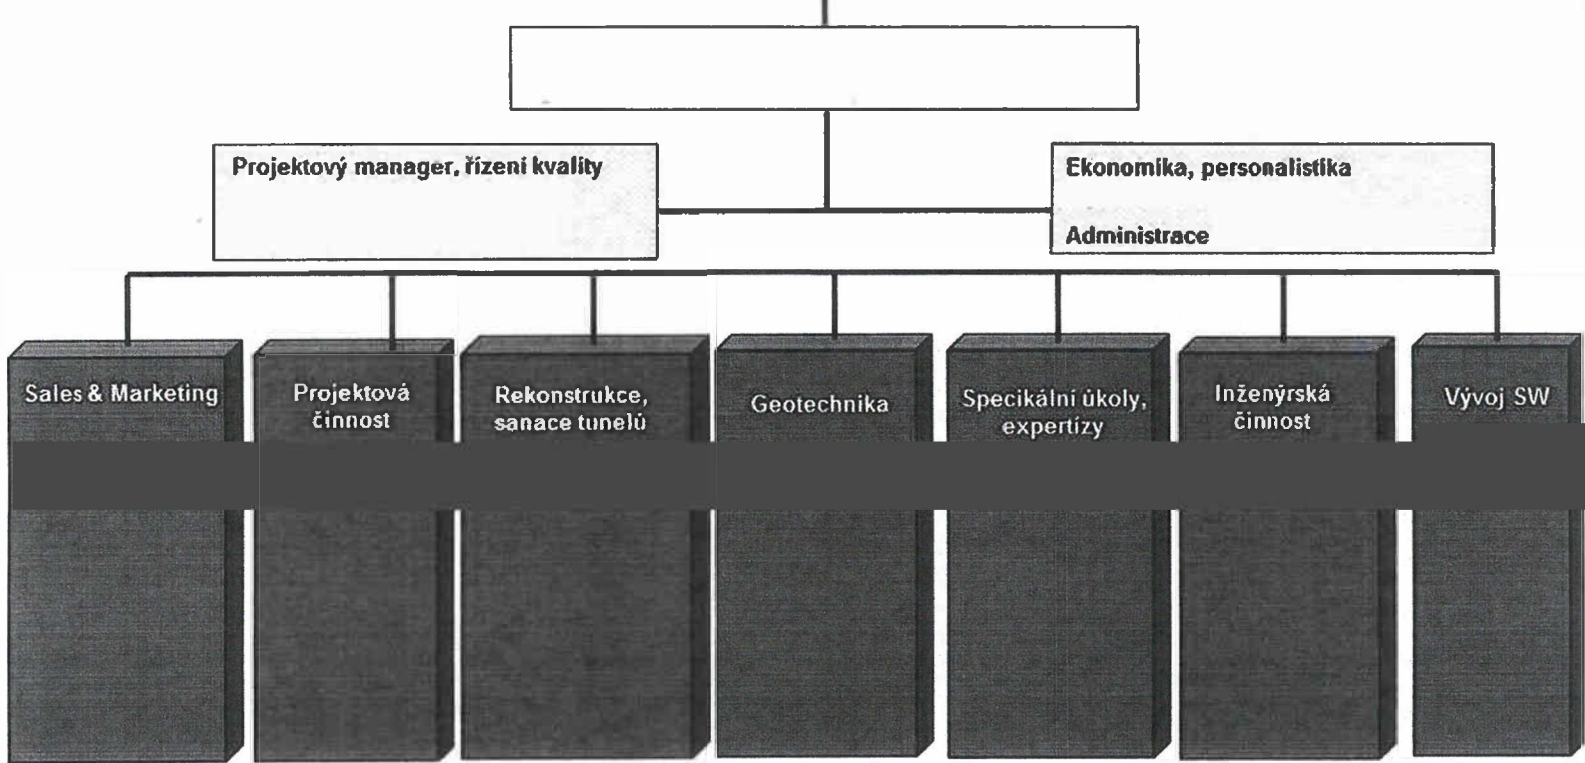 Projektový manager, řízení kvality
Ekonomika, personalistika
Administrace
Sales & Marketing
Projektová
činnost
Rekonstrukce,
sanace tunelů
Geotechnika
Specikální úkoly,
expertízy
Inženýrská
činnost
Vývoj SW